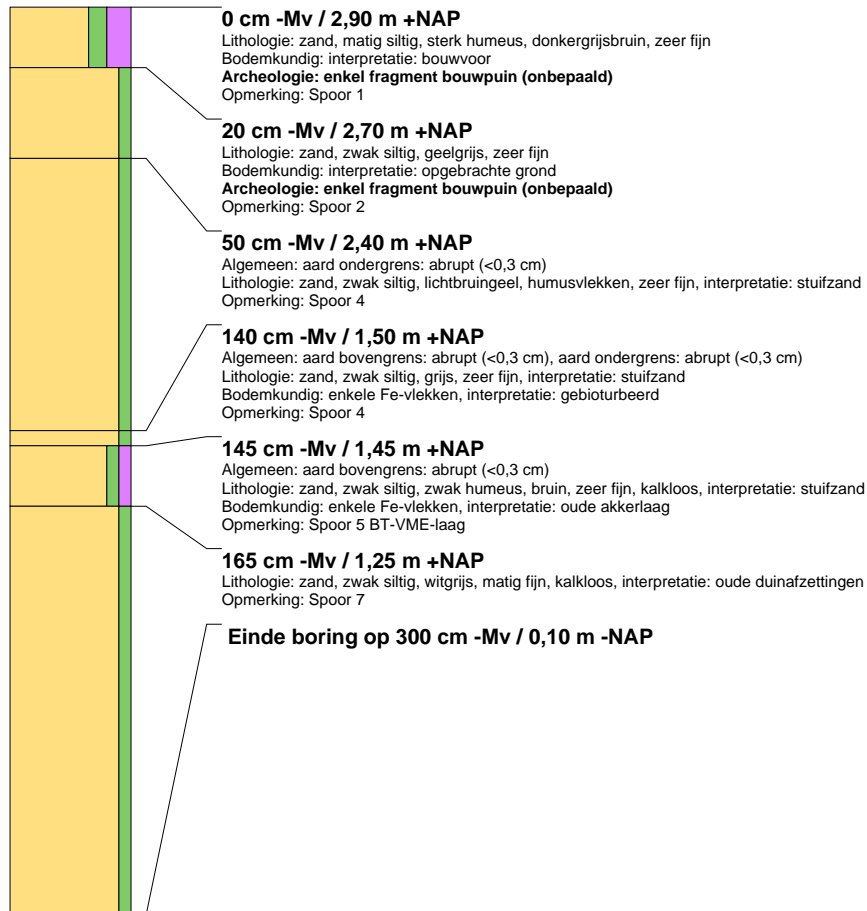 0 cm -Mv / 2,90 m +NAP
Lithologie: zand, matig siltig, sterk humeus, donkergrijsbruin, zeer fijn
Bodemkundig: interpretatie: bouwvoor
Archeologie: enkel fragment bouwpuin (onbepaald)
Opmerking: Spoor 1
20 cm -Mv / 2,70 m +NAP
Lithologie: zand, zwak siltig, geelgrijs, zeer fijn
Bodemkundig: interpretatie: opgebrachte grond
Archeologie: enkel fragment bouwpuin (onbepaald)
Opmerking: Spoor 2
50 cm -Mv / 2,40 m +NAP
Algemeen: aard ondergrens: abrupt (<0,3 cm)
Lithologie: zand, zwak siltig, lichtbruingeel, humusvlekken, zeer fijn, interpretatie: stuifzand
Opmerking: Spoor 4
140 cm -Mv / 1,50 m +NAP
Algemeen: aard bovengrens: abrupt (<0,3 cm), aard ondergrens: abrupt (<0,3 cm)
Lithologie: zand, zwak siltig, grijs, zeer fijn, interpretatie: stuifzand
Bodemkundig: enkele Fe-vlekken, interpretatie: gebioturbeerd
Opmerking: Spoor 4
145 cm -Mv / 1,45 m +NAP
Algemeen: aard bovengrens: abrupt (<0,3 cm)
Lithologie: zand, zwak siltig, zwak humeus, bruin, zeer fijn, kalkloos, interpretatie: stuifzand
Bodemkundig: enkele Fe-vlekken, interpretatie: oude akkerlaag
Opmerking: Spoor 5 BT-VME-laag
165 cm -Mv / 1,25 m +NAP
Lithologie: zand, zwak siltig, witgrijs, matig fijn, kalkloos, interpretatie: oude duinafzettingen
Opmerking: Spoor 7
Einde boring op 300 cm -Mv / 0,10 m -NAP